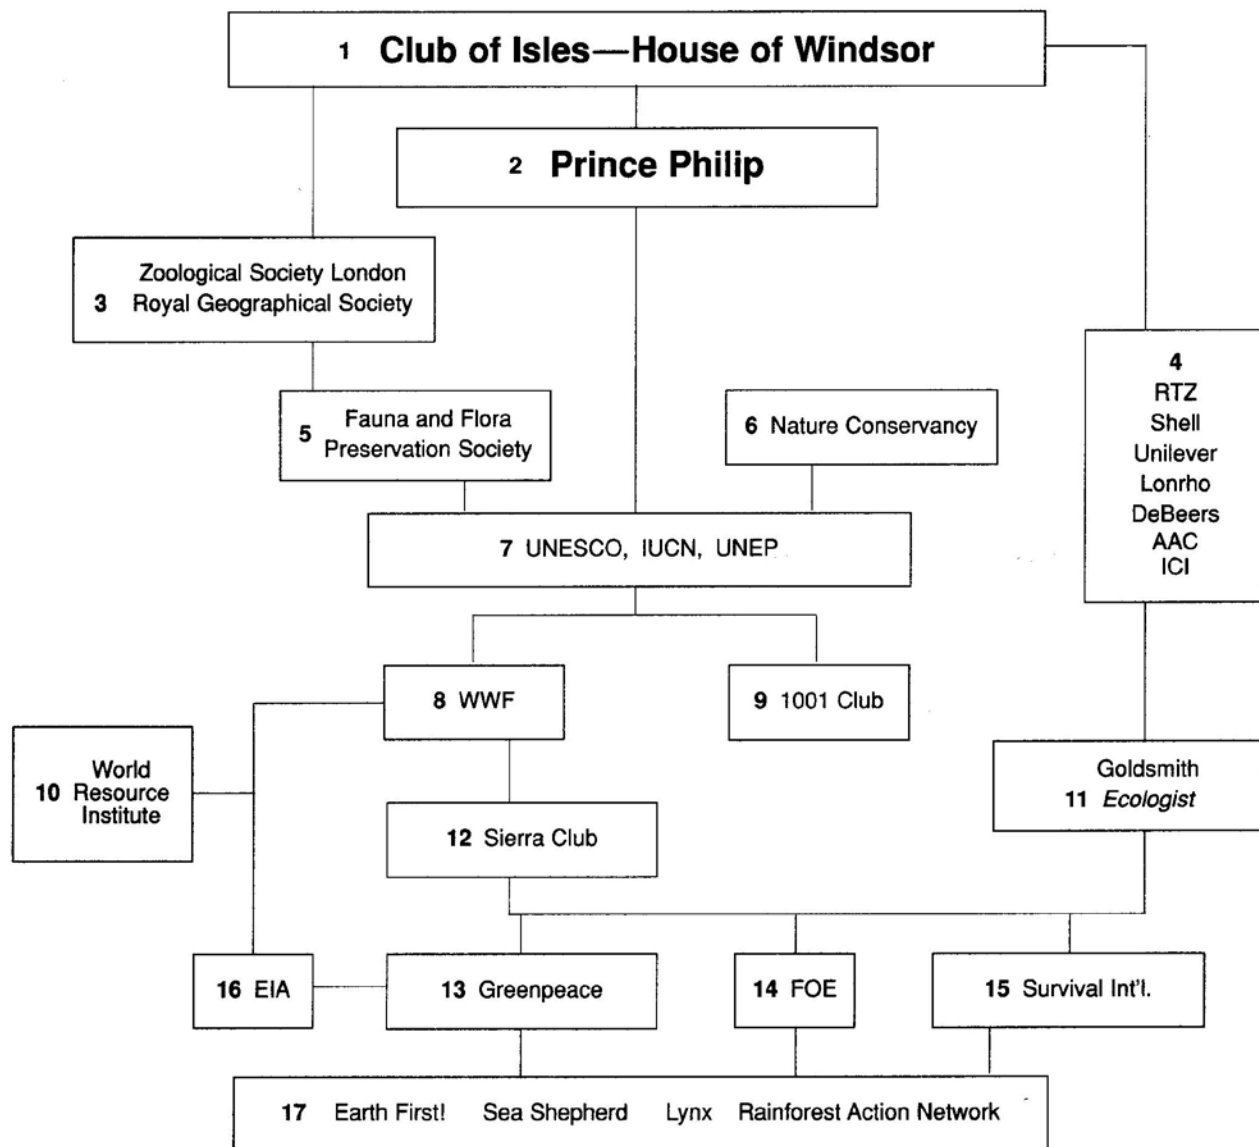 1 Club of Isles—House of Windsor
2 Prince Philip
Zoological Society London
3 Royal Geographical Society
4
RTZ
Shell
Unilever
Lonrho
DeBeers
AAC
ICI
Fauna and Flora
5 Preservation Society
6 Nature Conservancy
7 UNESCO, IUCN, UNEP
8 WWF
9 1001 Club
World
10 Resource
Institute
Goldsmith
11 Ecologist
12 Sierra Club
16 EIA
13 Greenpeace
14 FOE
15 Survival Int'l.
17 Earth First! Sea Shepherd Lynx Rainforest Action Network